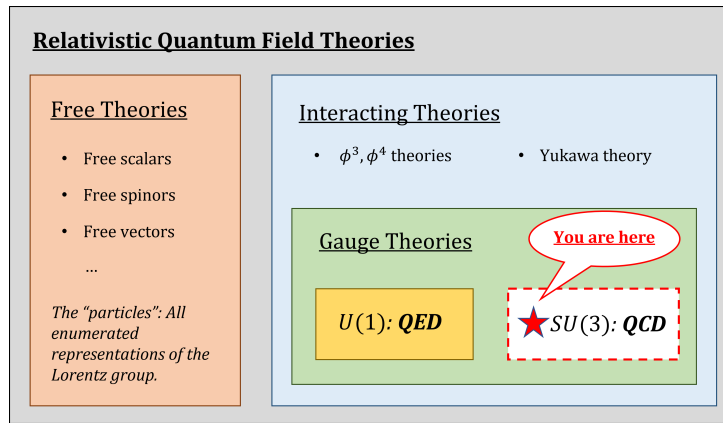 Relativistic Quantum Field Theories
Free Theories
• Free scalars
• Free spinors
• Free vectors
…
The “particles”: All
enumerated
representations of the
Lorentz group.
Interacting Theories
• ϕ³, ϕ⁴ theories
• Yukawa theory
Gauge Theories
You are here
U(1): QED
SU(3): QCD